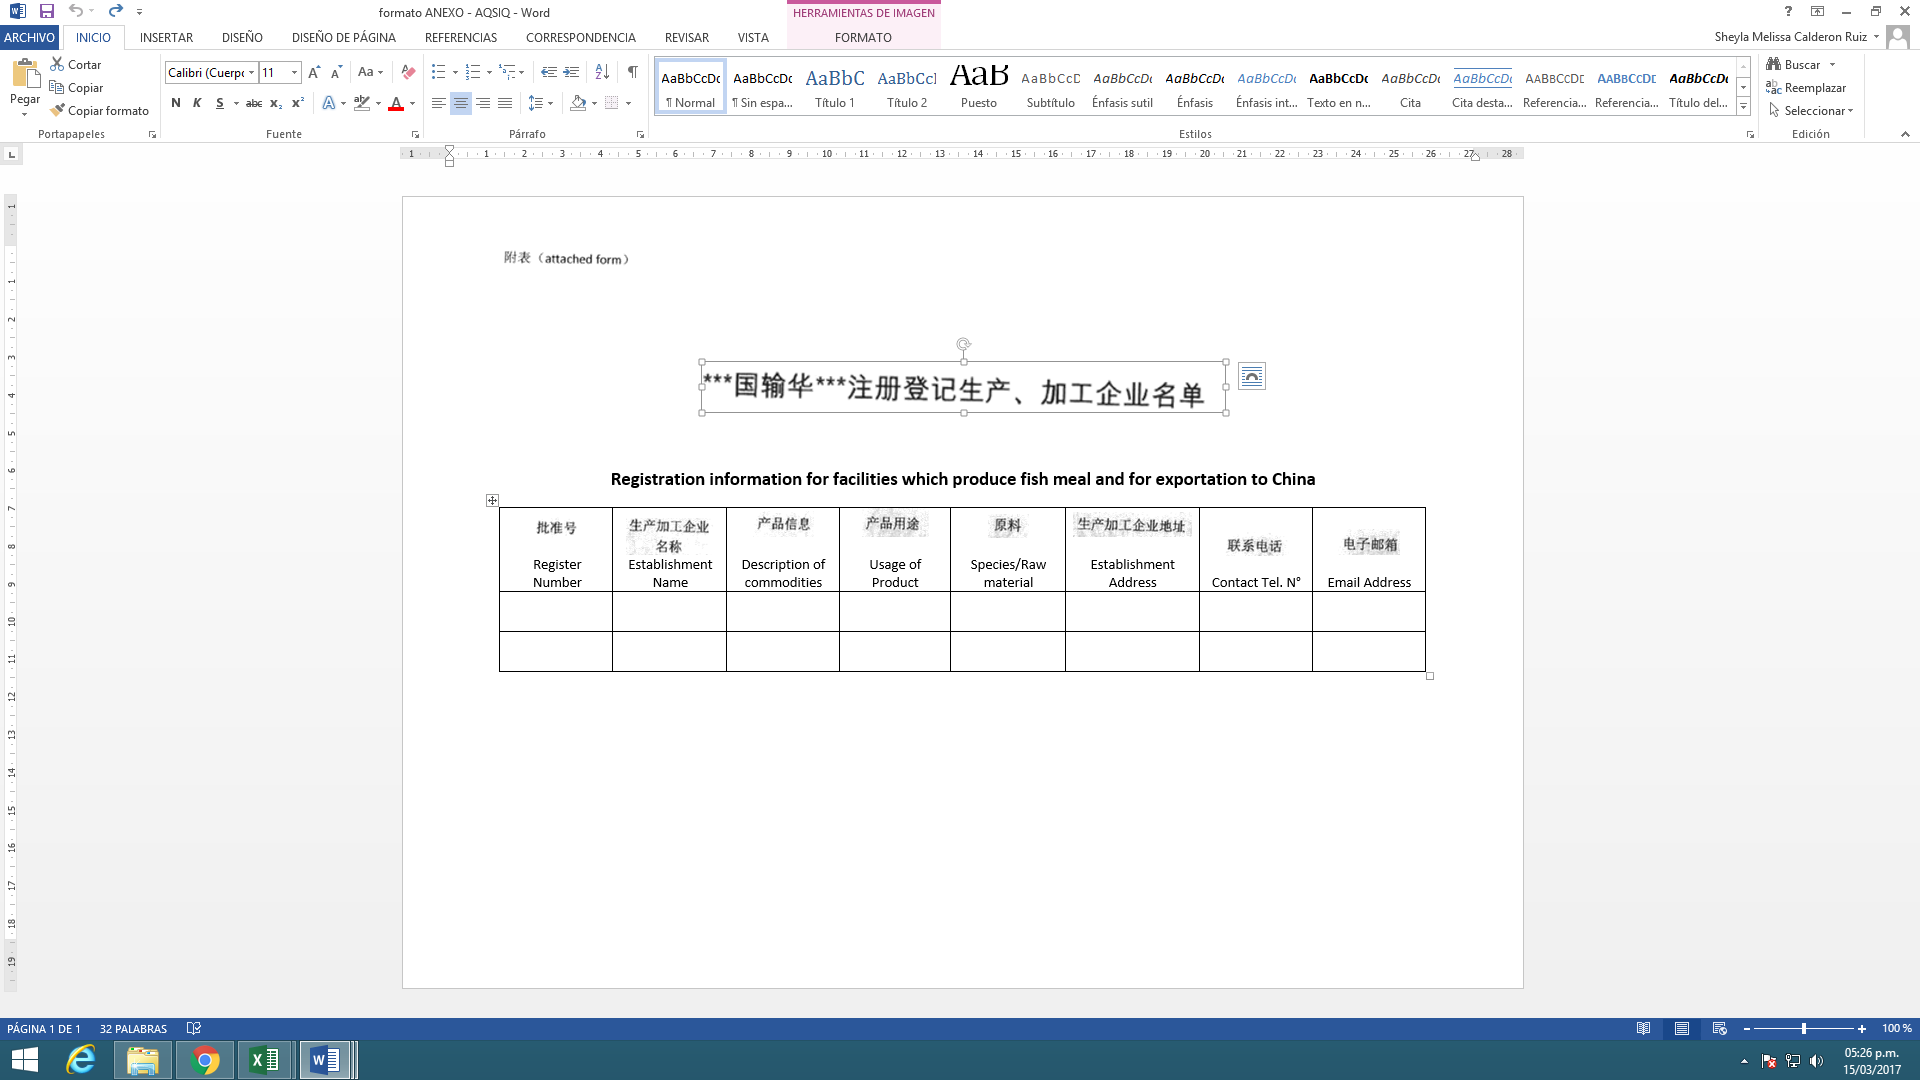 formato ANEXO - AQSIQ - Word
HERRAMIENTAS DE IMAGEN
ARCHIVO INICIO INSERTAR DISEÑO DISEÑO DE PÁGINA REFERENCIAS CORRESPONDENCIA REVISAR VISTA FORMATO
Sheyla Melissa Calderon Ruiz
Pegar
Cortar
Copiar
Copiar formato
Portapapeles
Calibri (Cuerpo 11
Fuente
Párrafo
AaBbCcDc AaBbCcDc AaBbC AaBbCcI AaB AaBbCcD AaBbCcDc AaBbCcDc AaBbCcDc AaBbCcDc AaBbCcDc AaBbCcDc AABBCCDE AABBCCDE AaBbCcDc
¶ Normal ¶ Sin espa... Título 1 Título 2 Puesto Subtítulo Énfasis sutil Énfasis Énfasis int... Texto en n... Cita Cita desta... Referencia... Referencia... Título del...
Estilos
Buscar
Reemplazar
Seleccionar
Edición
附表（attached form）
***国输华***注册登记生产、加工企业名单
Registration information for facilities which produce fish meal and for exportation to China
批准号
Register
Number
生产加工企业
名称
Establishment
Name
产品信息
Description of
commodities
产品用途
Usage of
Product
原料
Species/Raw
material
生产加工企业地址
Establishment
Address
联系电话
Contact Tel. N°
电子邮箱
Email Address
PÁGINA 1 DE 1 32 PALABRAS
100 %
05:26 p.m.
15/03/2017